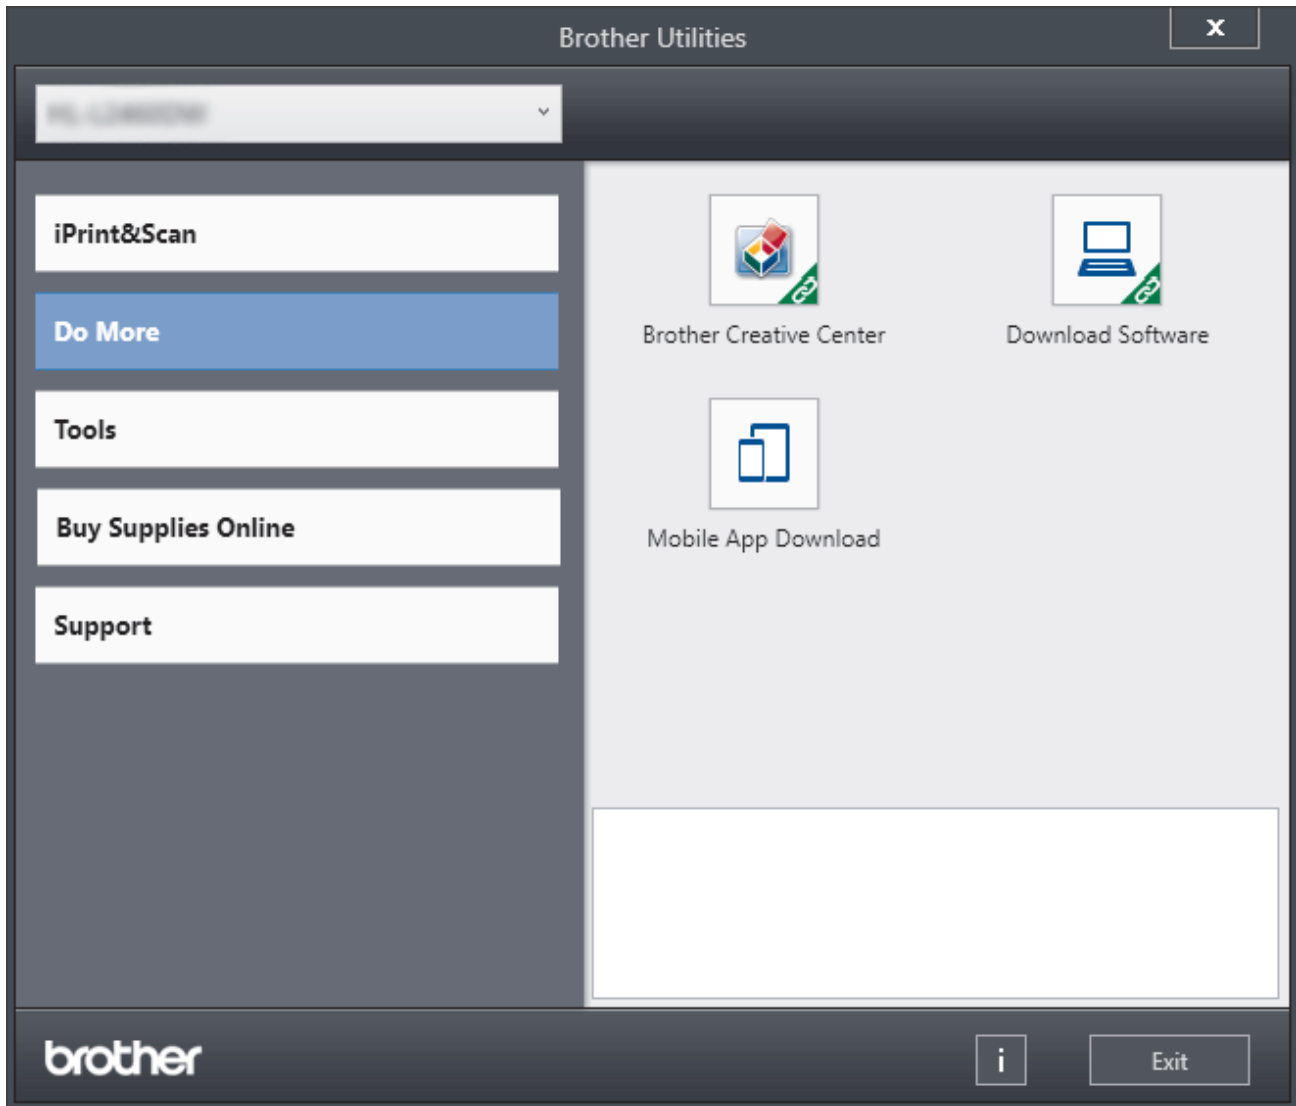 Brother Utilities
X
iPrint&Scan
Do More
Tools
Buy Supplies Online
Support
Brother Creative Center
Download Software
Mobile App Download
brother
i
Exit